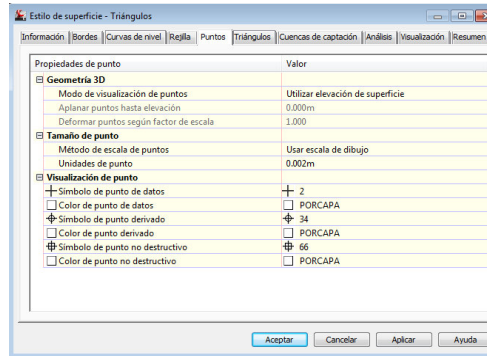 Estilo de superficie - Triángulos
Información Bordes Curvas de nivel Rejilla Puntos Triángulos Cuencas de captación Análisis Visualización Resumen
Propiedades de punto Valor
Geometría 3D
Modo de visualización de puntos Utilizar elevación de superficie
Aplanar puntos hasta elevación 0.000m
Deformar puntos según factor de escala 1.000
Tamaño de punto
Método de escala de puntos Usar escala de dibujo
Unidades de punto 0.002m
Visualización de punto
Símbolo de punto de datos 2
Color de punto de datos PORCAPA
Símbolo de punto derivado 34
Color de punto derivado PORCAPA
Símbolo de punto no destructivo 66
Color de punto no destructivo PORCAPA
Aceptar Cancelar Aplicar Ayuda